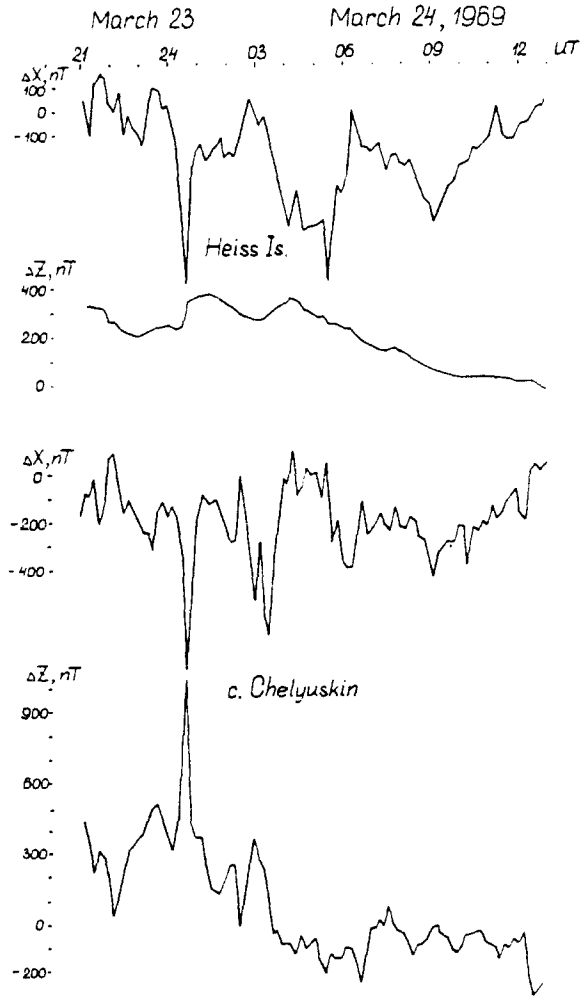 March 23 March 24, 1969
21 24 03 06 09 12 UT
ΔX, nT
100
0
-100
Heiss Is.
ΔZ, nT
400
200
0
ΔX, nT
0
-200
-400
ΔZ, nT
c. Chelyuskin
900
600
300
0
-200